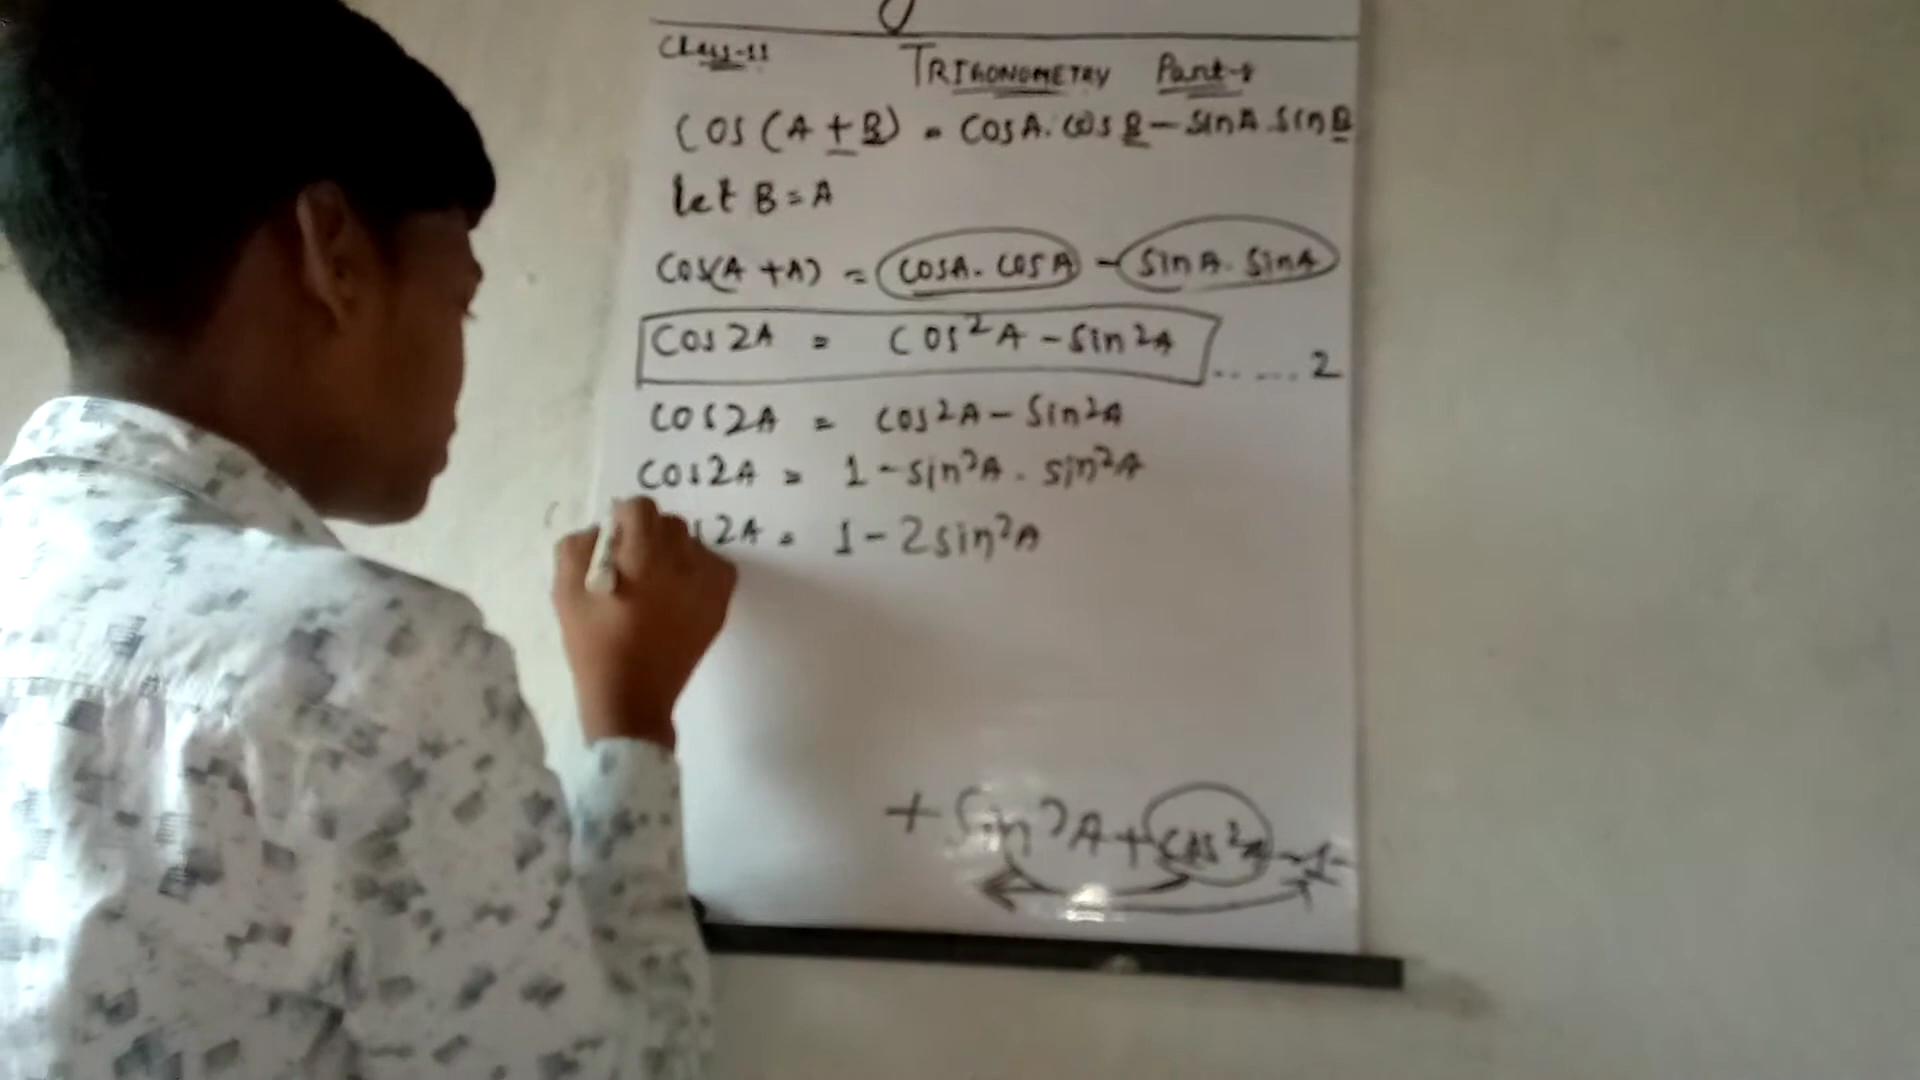 Class-11
TRIGONOMETRY Part-1
COS (A + B) = COSA. COS B - sinA. sin B
let B = A
COS(A + A) = COSA. COSA - sinA. sinA
COS 2A = COS²A - sin²A ...... 2
COS2A = COS²A - Sin²A
COS2A = 1 - sin²A - sin²A
2A = 1 - 2sin²A
+ Sin²A + cos²A = 1